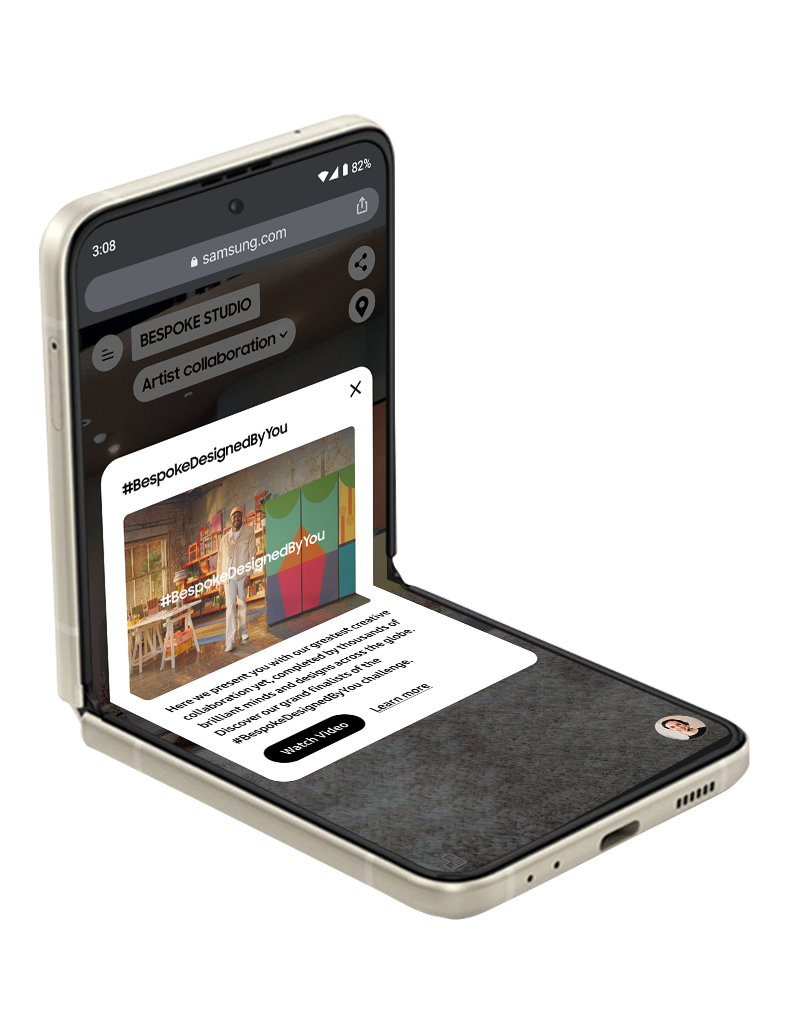 3:08
82%
samsung.com
BESPOKE STUDIO
Artist collaboration
#BespokeDesignedByYou
#BespokeDesignedByYou
Here we present you with our greatest creative
collaboration yet, completed by thousands of
brilliant minds and designs across the globe.
Discover our grand finalists of the
#BespokeDesignedByYou challenge.
Watch Video
Learn more